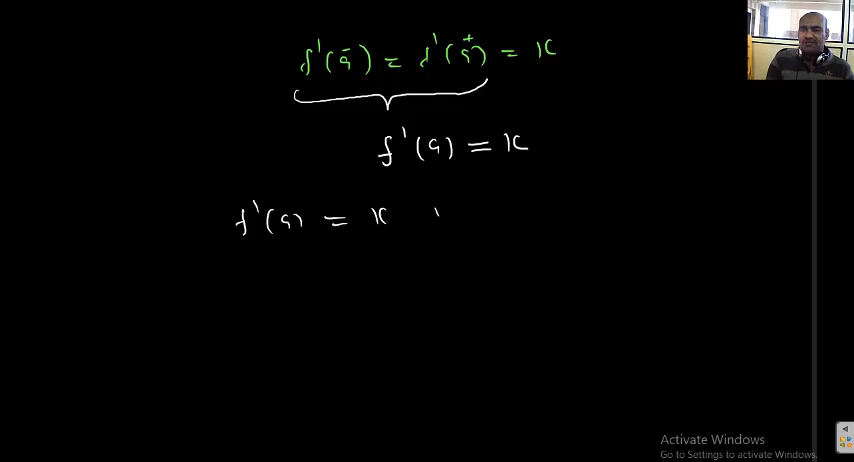 f'(a⁻) = f'(a⁺) = K
f'(a) = K
f'(a) = K
Activate Windows
Go to Settings to activate Windows.